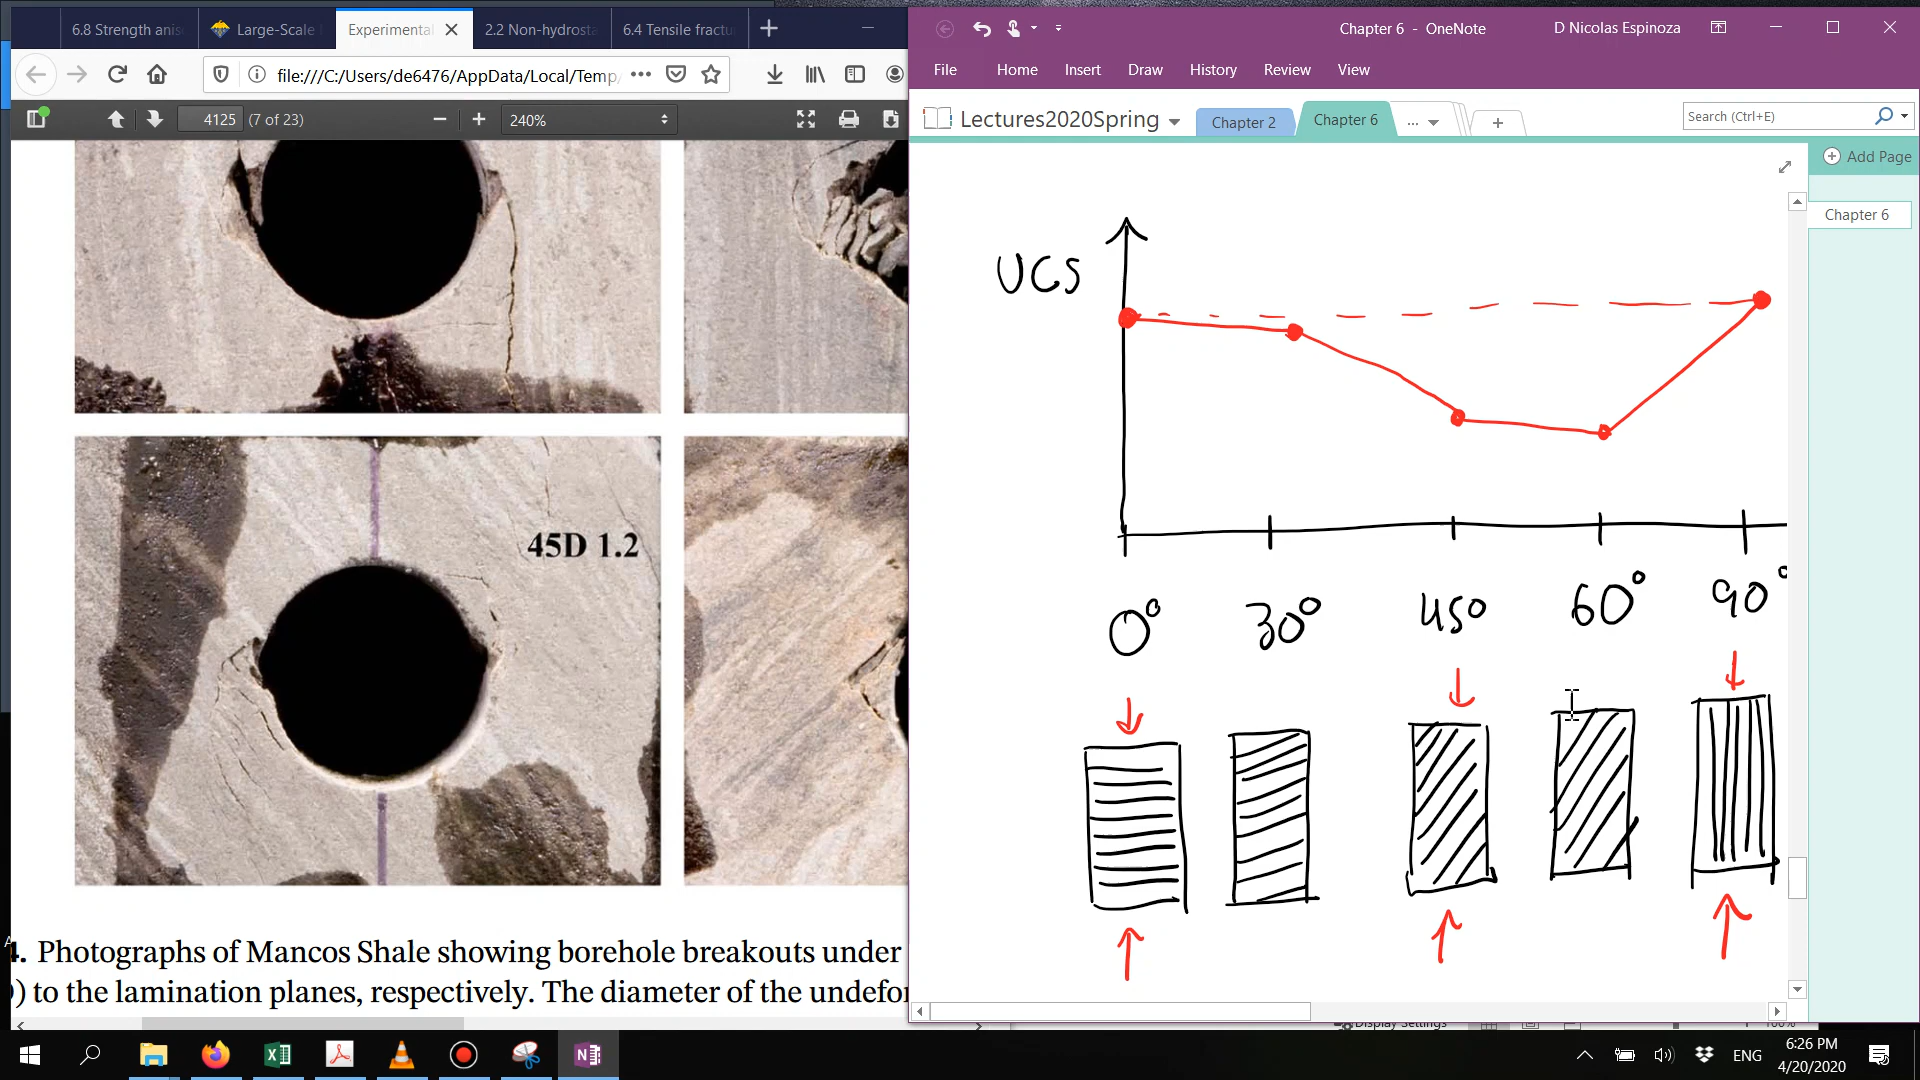 6.8 Strength anis
Large-Scale
Experimental
2.2 Non-hydrosta
6.4 Tensile fractu
file:///C:/Users/de6476/AppData/Local/Temp/
4125 (7 of 23)
240%
45D 1.2
4. Photographs of Mancos Shale showing borehole breakouts under
) to the lamination planes, respectively. The diameter of the undefo
Chapter 6 - OneNote
D Nicolas Espinoza
File Home Insert Draw History Review View
Lectures2020Spring
Chapter 2
Chapter 6
...
Search (Ctrl+E)
Add Page
Chapter 6
UCS
0° 30° 45° 60° 90°
Display Settings
100%
ENG
6:26 PM
4/20/2020